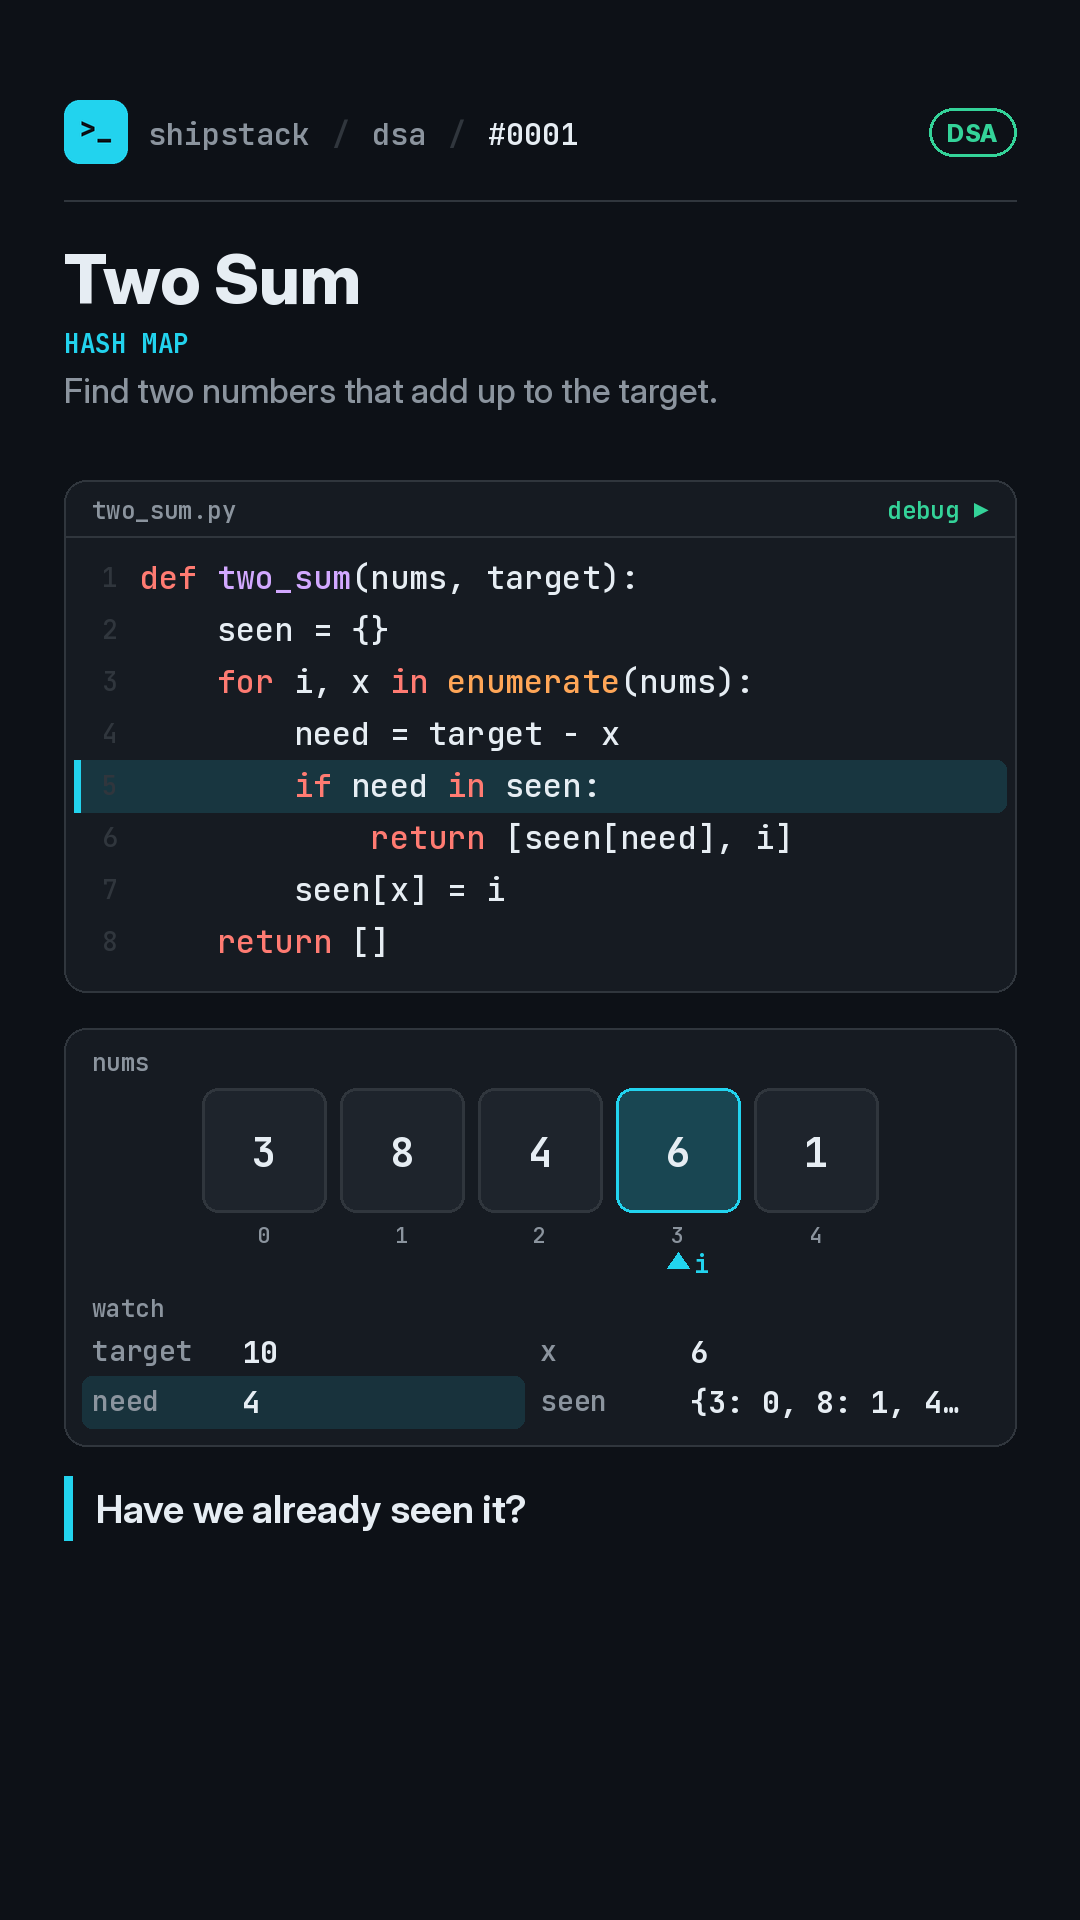 >_ shipstack / dsa / #0001 DSA
Two Sum
HASH MAP
Find two numbers that add up to the target.
two_sum.py debug ▶
1 def two_sum(nums, target):
2     seen = {}
3     for i, x in enumerate(nums):
4         need = target - x
5         if need in seen:
6             return [seen[need], i]
7         seen[x] = i
8     return []
nums
3 8 4 6 1
0 1 2 3 4
▲i
watch
target 10 x 6
need 4 seen {3: 0, 8: 1, 4…
Have we already seen it?